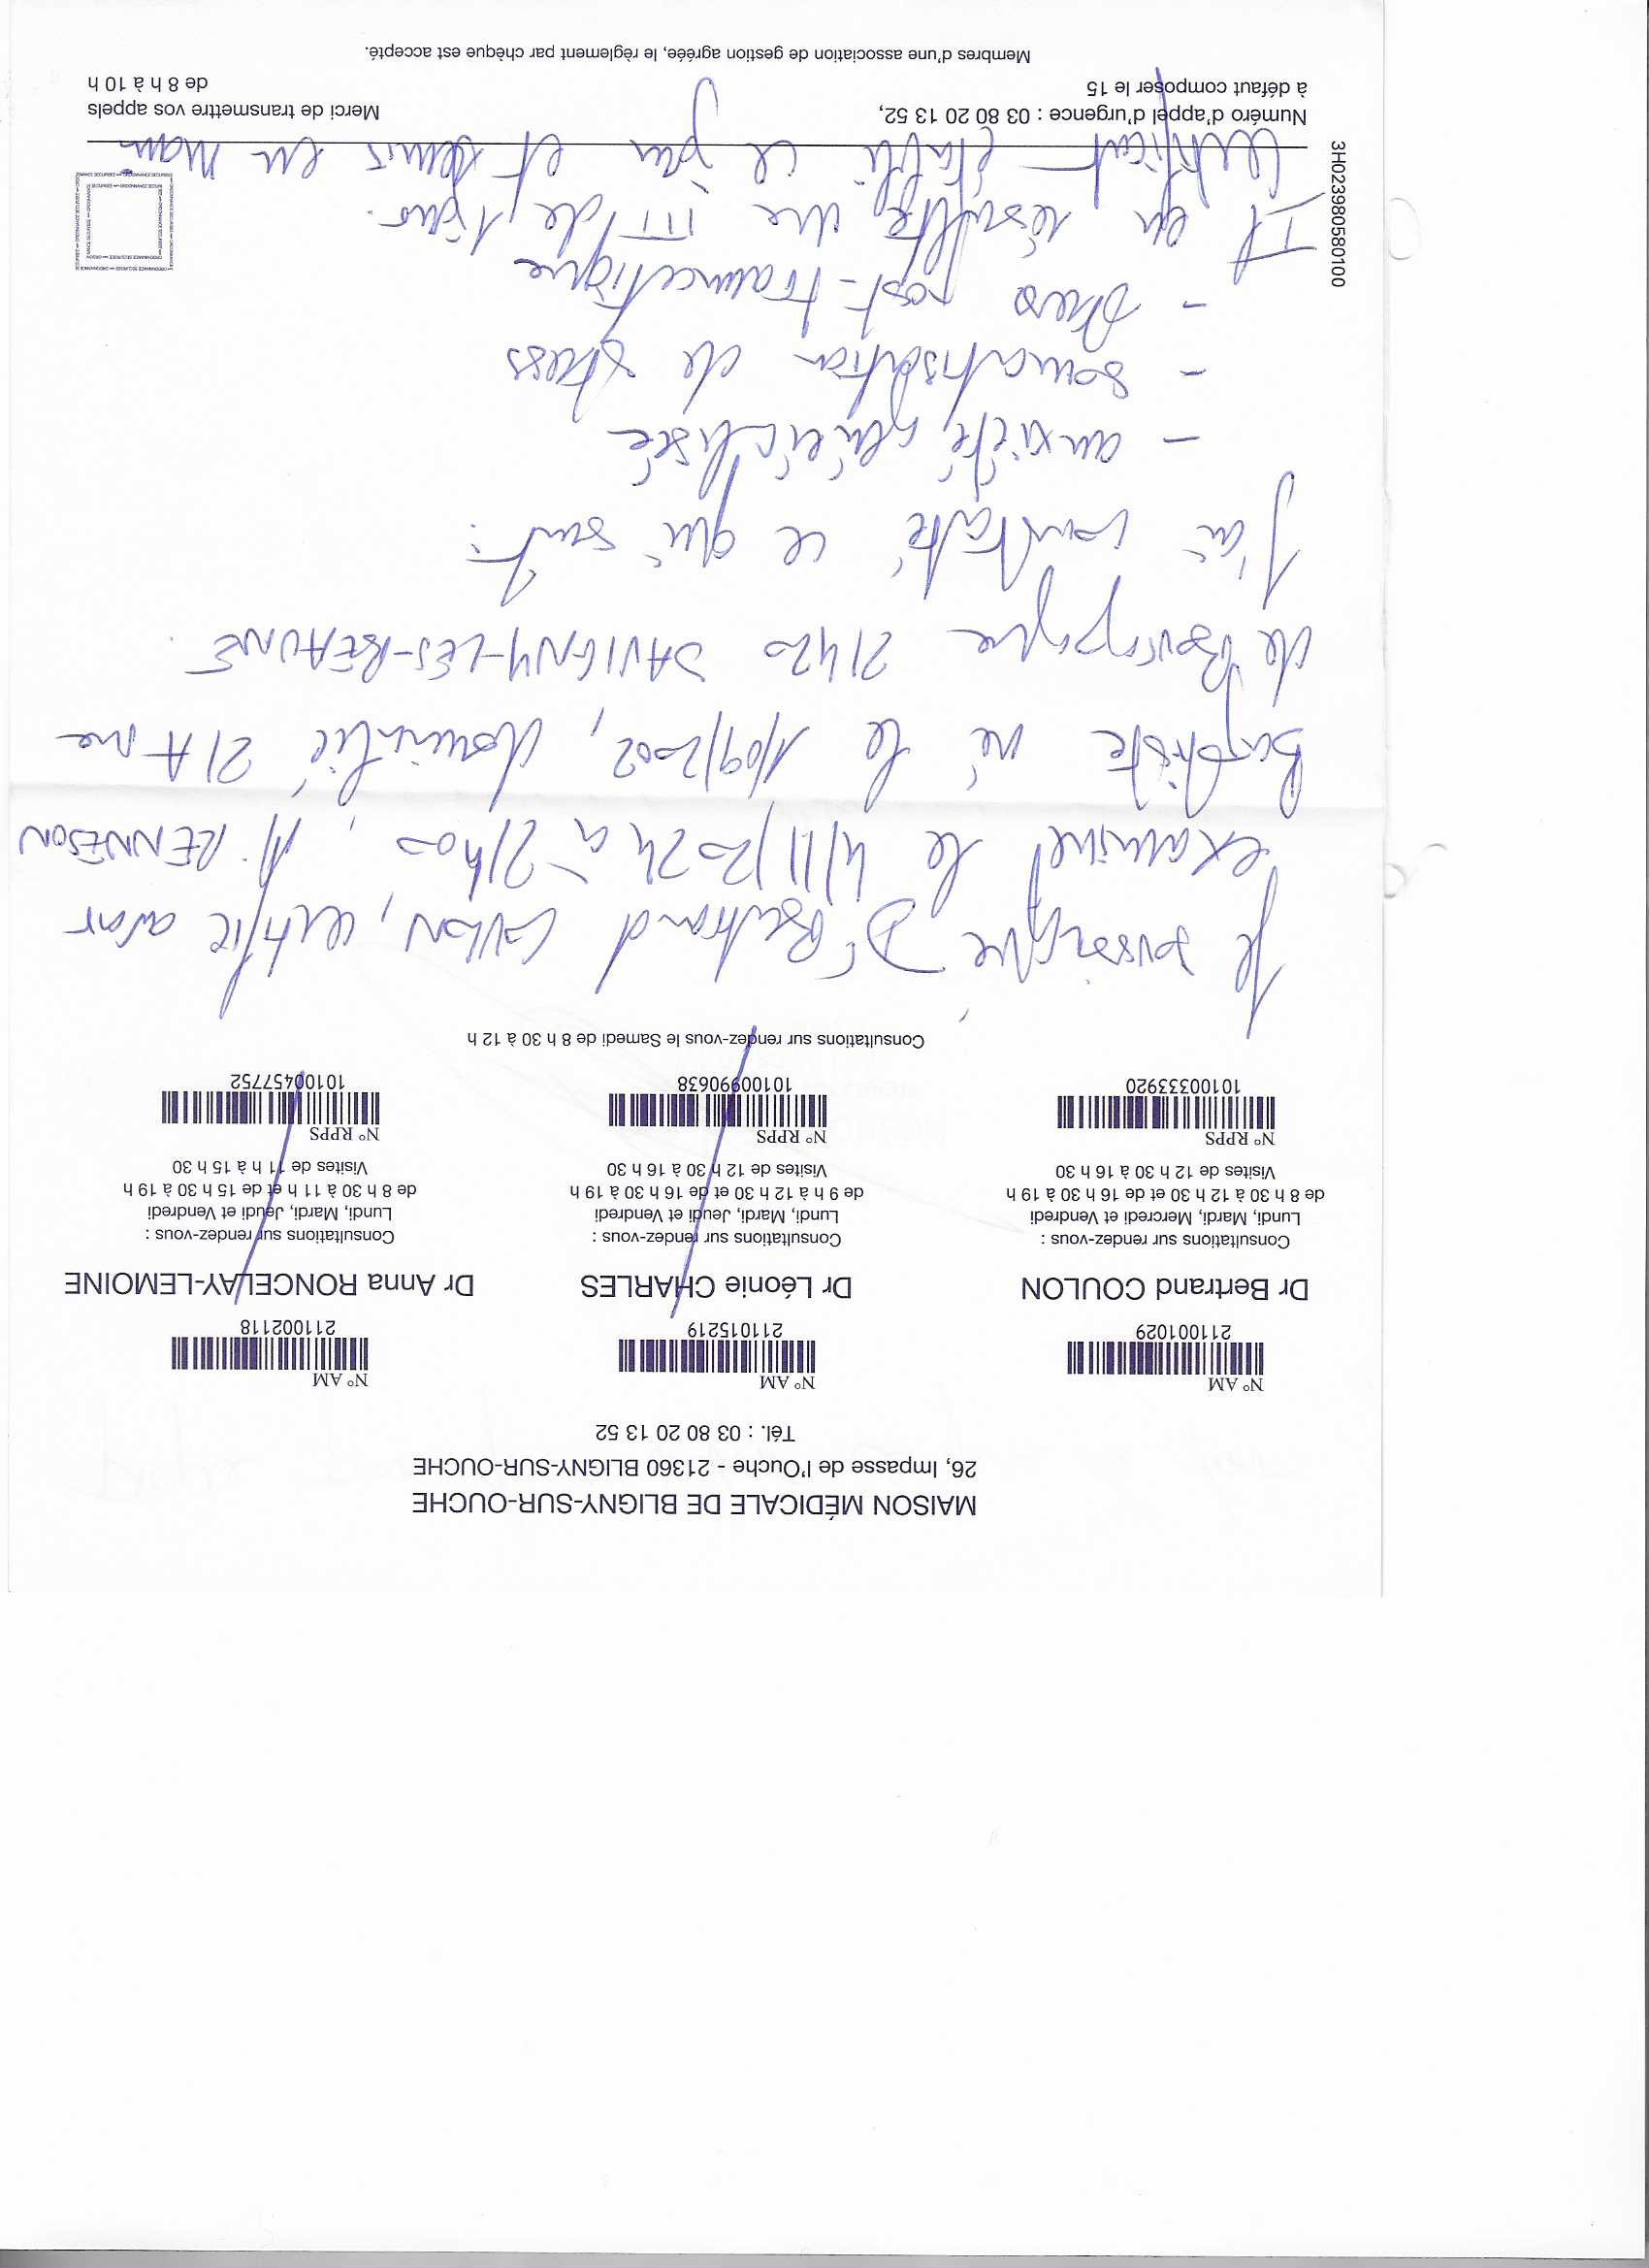 MAISON MÉDICALE DE BLIGNY-SUR-OUCHE
26, Impasse de l'Ouche - 21360 BLIGNY-SUR-OUCHE
Tél. : 03 80 20 13 52
N° AM
211001029
Dr Bertrand COULON
Consultations sur rendez-vous :
Lundi, Mardi, Mercredi et Vendredi
de 8 h 30 à 12 h 30 et de 16 h 30 à 19 h
Visites de 12 h 30 à 16 h 30
N° RPPS
10100333920
N° AM
211015219
Dr Léonie CHARLES
Consultations sur rendez-vous :
Lundi, Mardi, Jeudi et Vendredi
de 9 h à 12 h 30 et de 16 h 30 à 19 h
Visites de 12 h 30 à 16 h 30
N° RPPS
10100990638
N° AM
211002118
Dr Anna RONCELAY-LEMOINE
Consultations sur rendez-vous :
Lundi, Mardi, Jeudi et Vendredi
de 8 h 30 à 11 h et de 15 h 30 à 19 h
Visites de 11 h à 15 h 30
N° RPPS
10100457752
Consultations sur rendez-vous le Samedi de 8 h 30 à 12 h
Je soussigné Dr Bertrand COULON, certifie avoir
examiné le 4/11/2024 à 21h00, M. RENNESON
Baptiste né le 1/09/2002, domicilié 21A rue
de Bourgogne 21420 SAVIGNY-LES-BEAUNE.
J'ai constaté ce qui suit :
- anxiété généralisée
- somatisation de stress
- stress post-traumatique
Il en résulte une ITT de 1 jour.
Certificat établi ce jour et remis en main
3H02398058010​0
Numéro d'appel d'urgence : 03 80 20 13 52,
à défaut composer le 15
Merci de transmettre vos appels
de 8 h à 10 h
Membres d'une association de gestion agréée, le règlement par chèque est accepté.